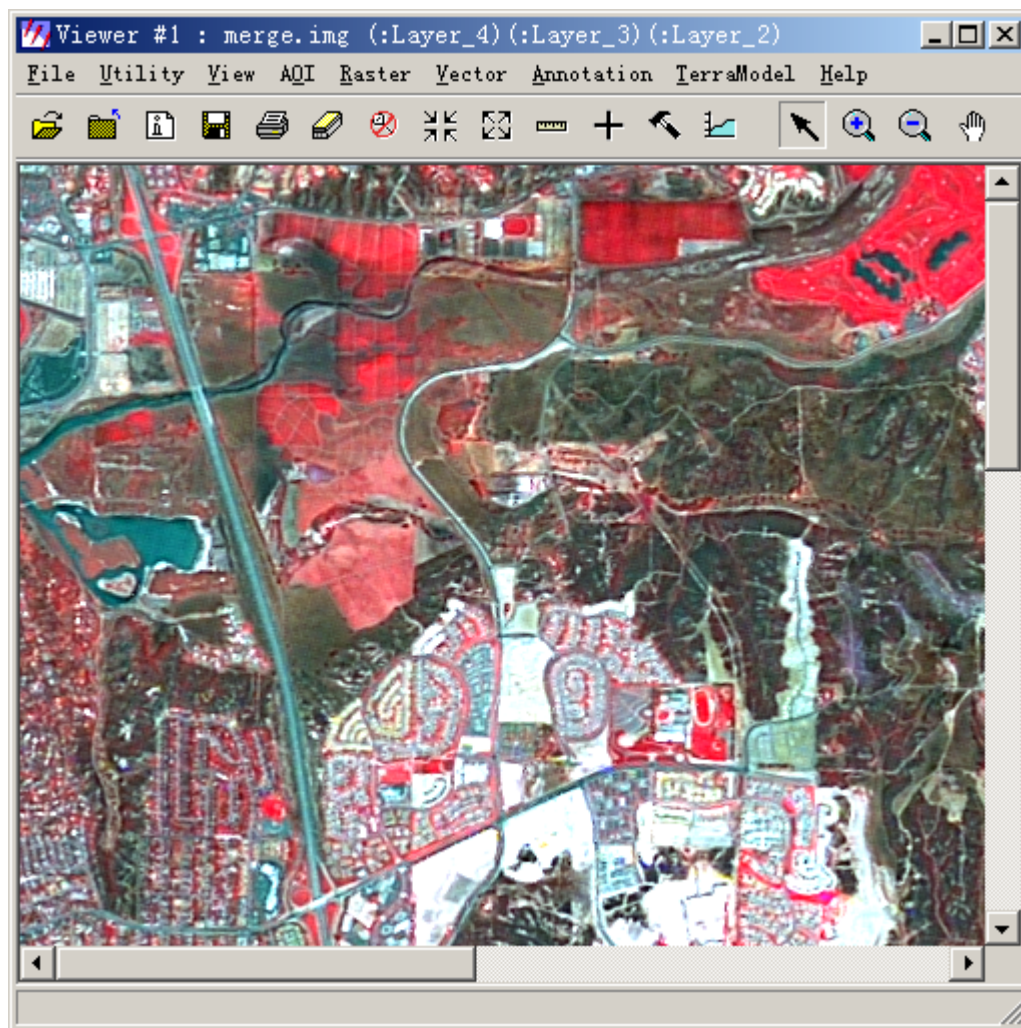 Viewer #1 : merge.img (:Layer_4)(:Layer_3)(:Layer_2)
File Utility View AOI Raster Vector Annotation TerraModel Help